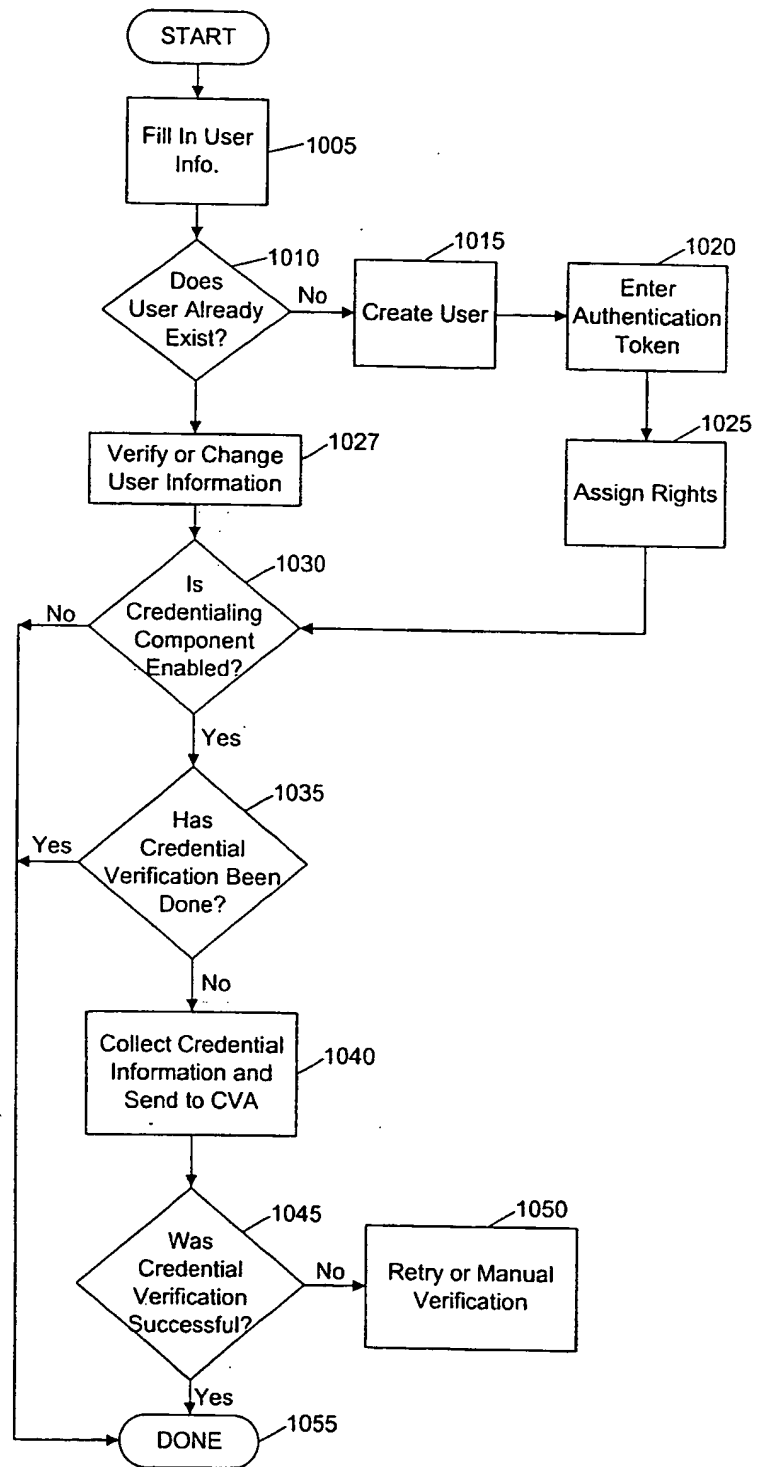 START
Fill In User
Info.
1005
Does
User Already
Exist?
1010
No
Create User
1015
Enter
Authentication
Token
1020
Assign Rights
1025
Verify or Change
User Information
1027
Is
Credentialing
Component
Enabled?
1030
No
Yes
Has
Credential
Verification Been
Done?
1035
Yes
No
Collect Credential
Information and
Send to CVA
1040
Was
Credential
Verification
Successful?
1045
No
Retry or Manual
Verification
1050
Yes
DONE
1055